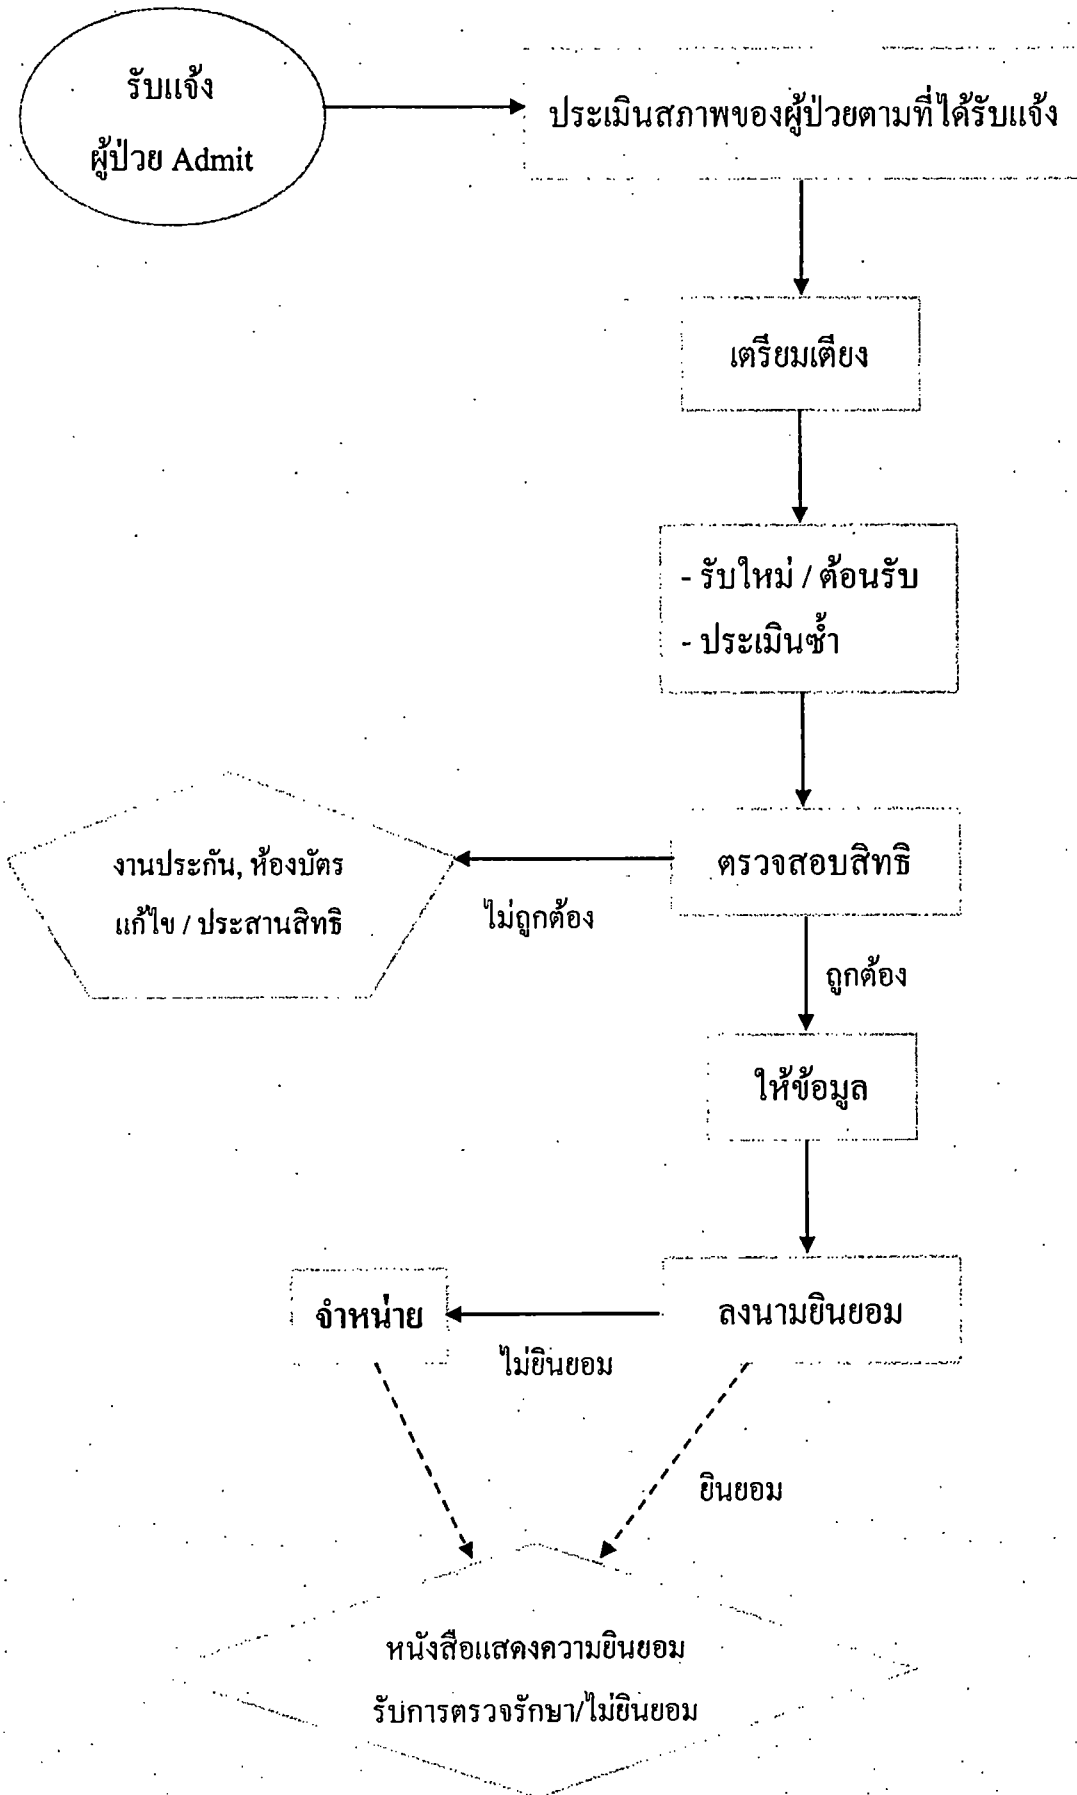 รับแจ้ง
ผู้ป่วย Admit
ประเมินสภาพของผู้ป่วยตามที่ได้รับแจ้ง
เตรียมเตียง
- รับใหม่ / ต้อนรับ
- ประเมินซ้ำ
ตรวจสอบสิทธิ
งานประกัน, ห้องบัตร
แก้ไข / ประสานสิทธิ
ไม่ถูกต้อง
ถูกต้อง
ให้ข้อมูล
ลงนามยินยอม
จำหน่าย
ไม่ยินยอม
ยินยอม
หนังสือแสดงความยินยอม
รับการตรวจรักษา/ไม่ยินยอม